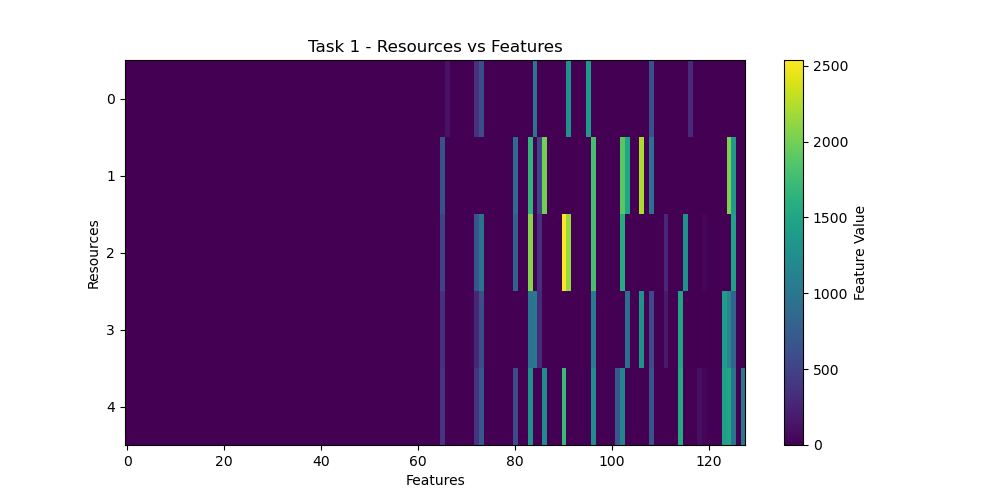 Task 1 - Resources vs Features
Resources
0
1
2
3
4
0 20 40 60 80 100 120
Features
2500
2000
1500
1000
500
0
Feature Value